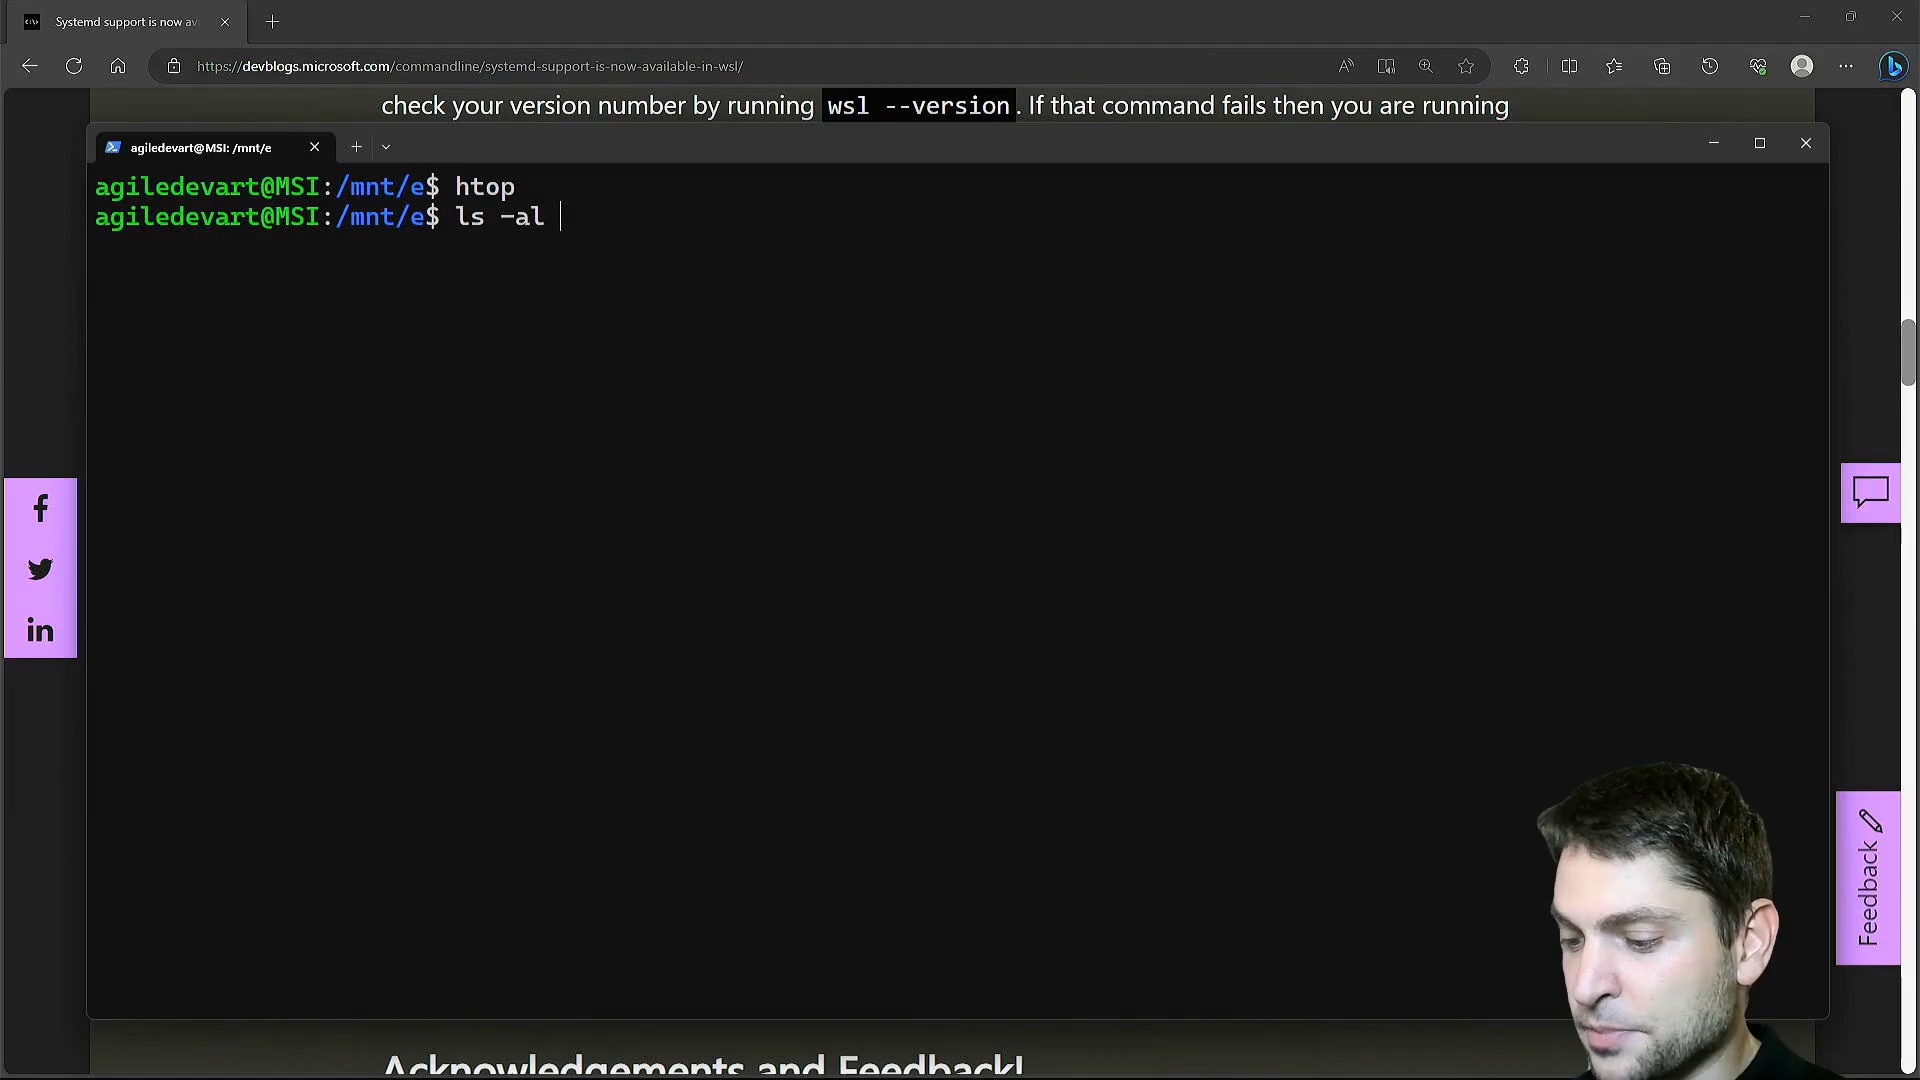 Systemd support is now av
https://devblogs.microsoft.com/commandline/systemd-support-is-now-available-in-wsl/
check your version number by running wsl --version. If that command fails then you are running
agiledevart@MSI: /mnt/e
agiledevart@MSI:/mnt/e$ htop
agiledevart@MSI:/mnt/e$ ls -al
Feedback
Acknowledgements and Feedback!